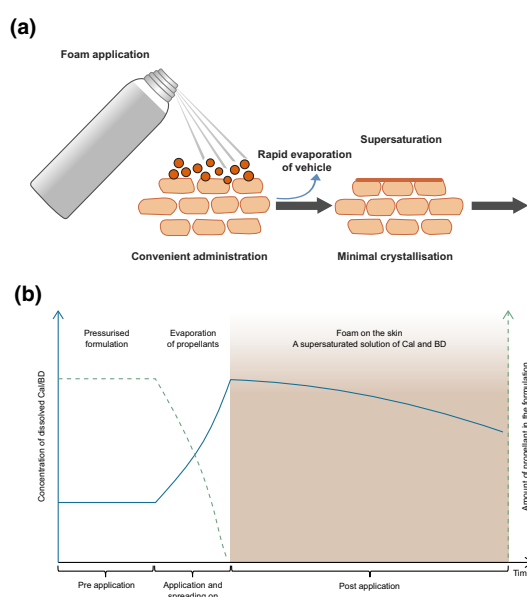 (a)
Foam application
Rapid evaporation
of vehicle
Supersaturation
Convenient administration
Minimal crystallisation
(b)
Pressurised
formulation
Evaporation
of propellants
Foam on the skin
A supersaturated solution of Cal and BD
Concentration of dissolved Cal/BD
Amount of propellant in the formulation
Pre application
Application and
spreading on
Post application